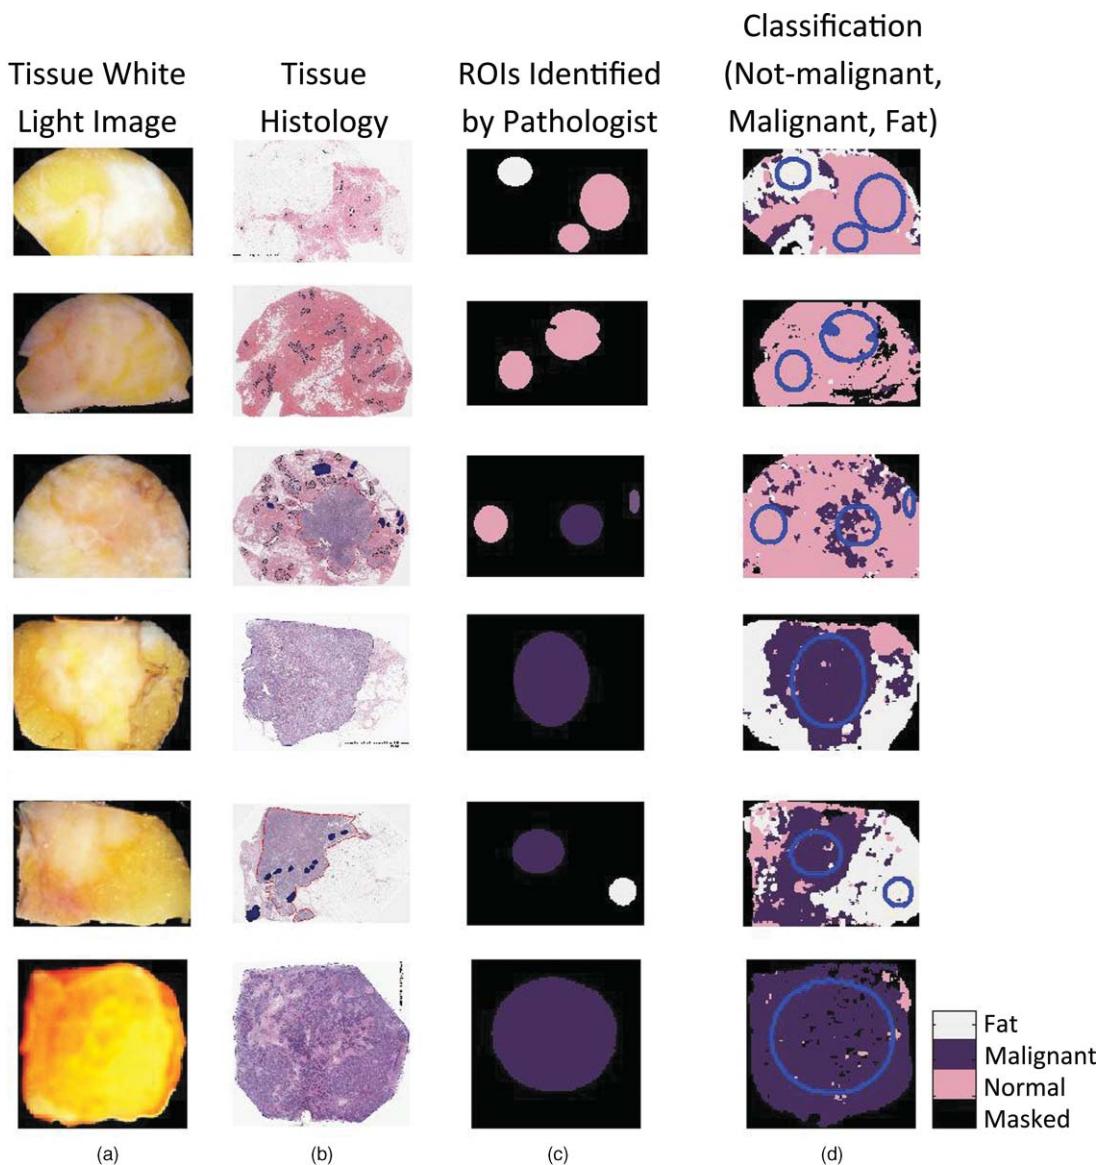 Tissue White
Light Image
Tissue
Histology
ROIs Identified
by Pathologist
Classification
(Not-malignant,
Malignant, Fat)
Fat
Malignant
Normal
Masked
(a)
(b)
(c)
(d)